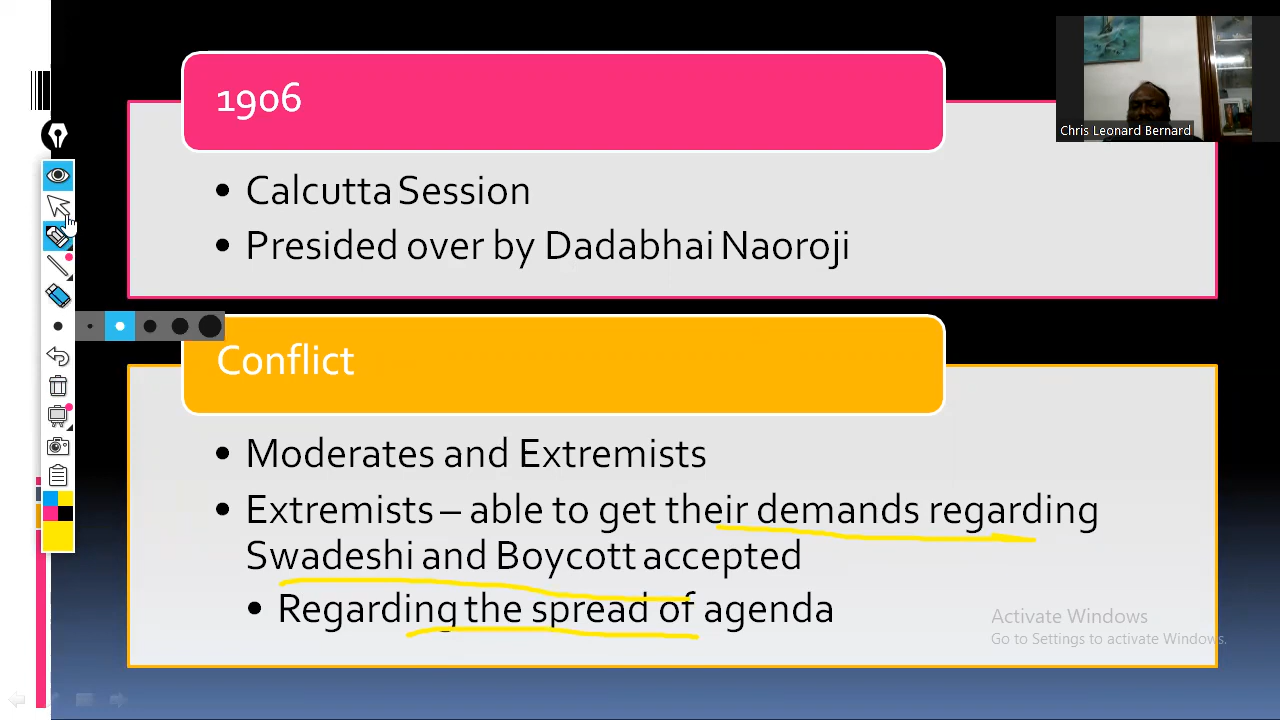 1906
• Calcutta Session
• Presided over by Dadabhai Naoroji
Conflict
• Moderates and Extremists
• Extremists – able to get their demands regarding
Swadeshi and Boycott accepted
• Regarding the spread of agenda
Chris Leonard Bernard
Activate Windows
Go to Settings to activate Windows.